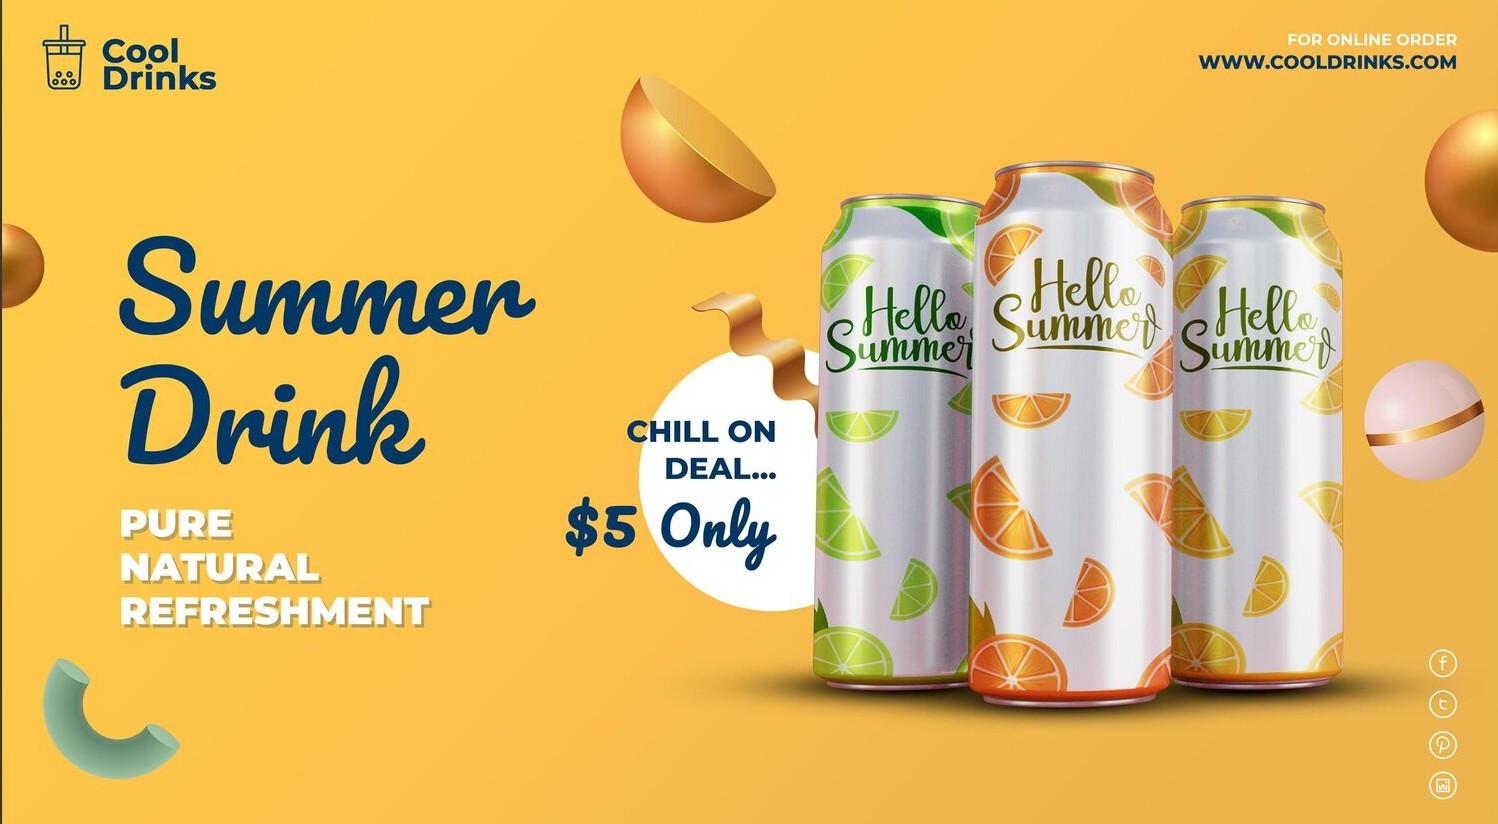 Cool
Drinks
FOR ONLINE ORDER
WWW.COOLDRINKS.COM
Summer
Drink
PURE
NATURAL
REFRESHMENT
CHILL ON
DEAL...
$5 Only
Hello
Summer
Hello
Summer
Hello
Summer